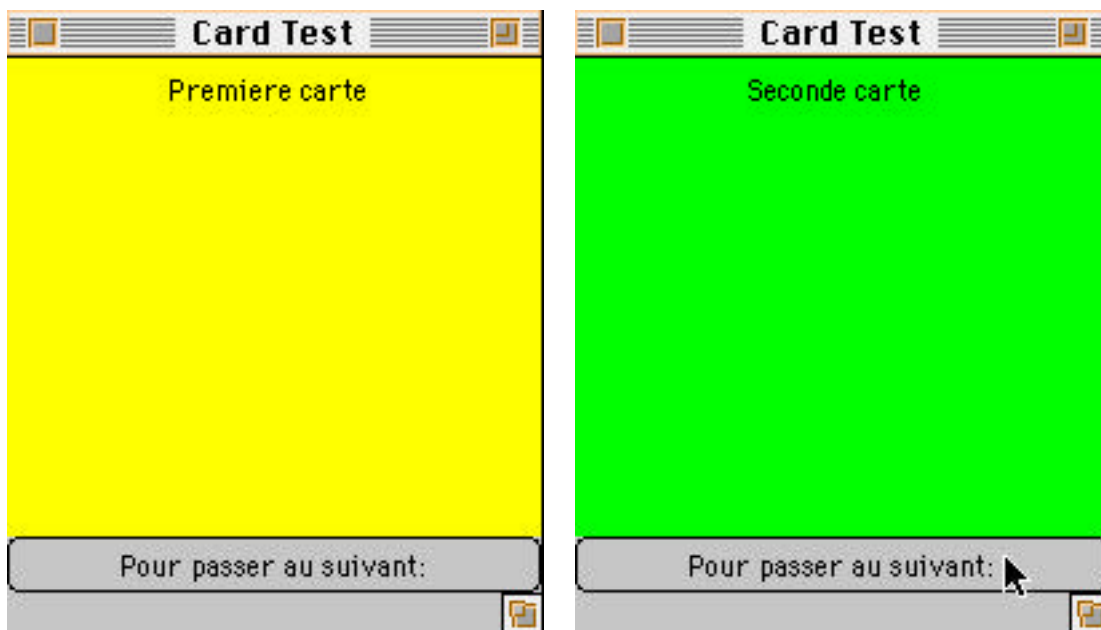 Card Test
Premiere carte
Pour passer au suivant:
Card Test
Seconde carte
Pour passer au suivant: